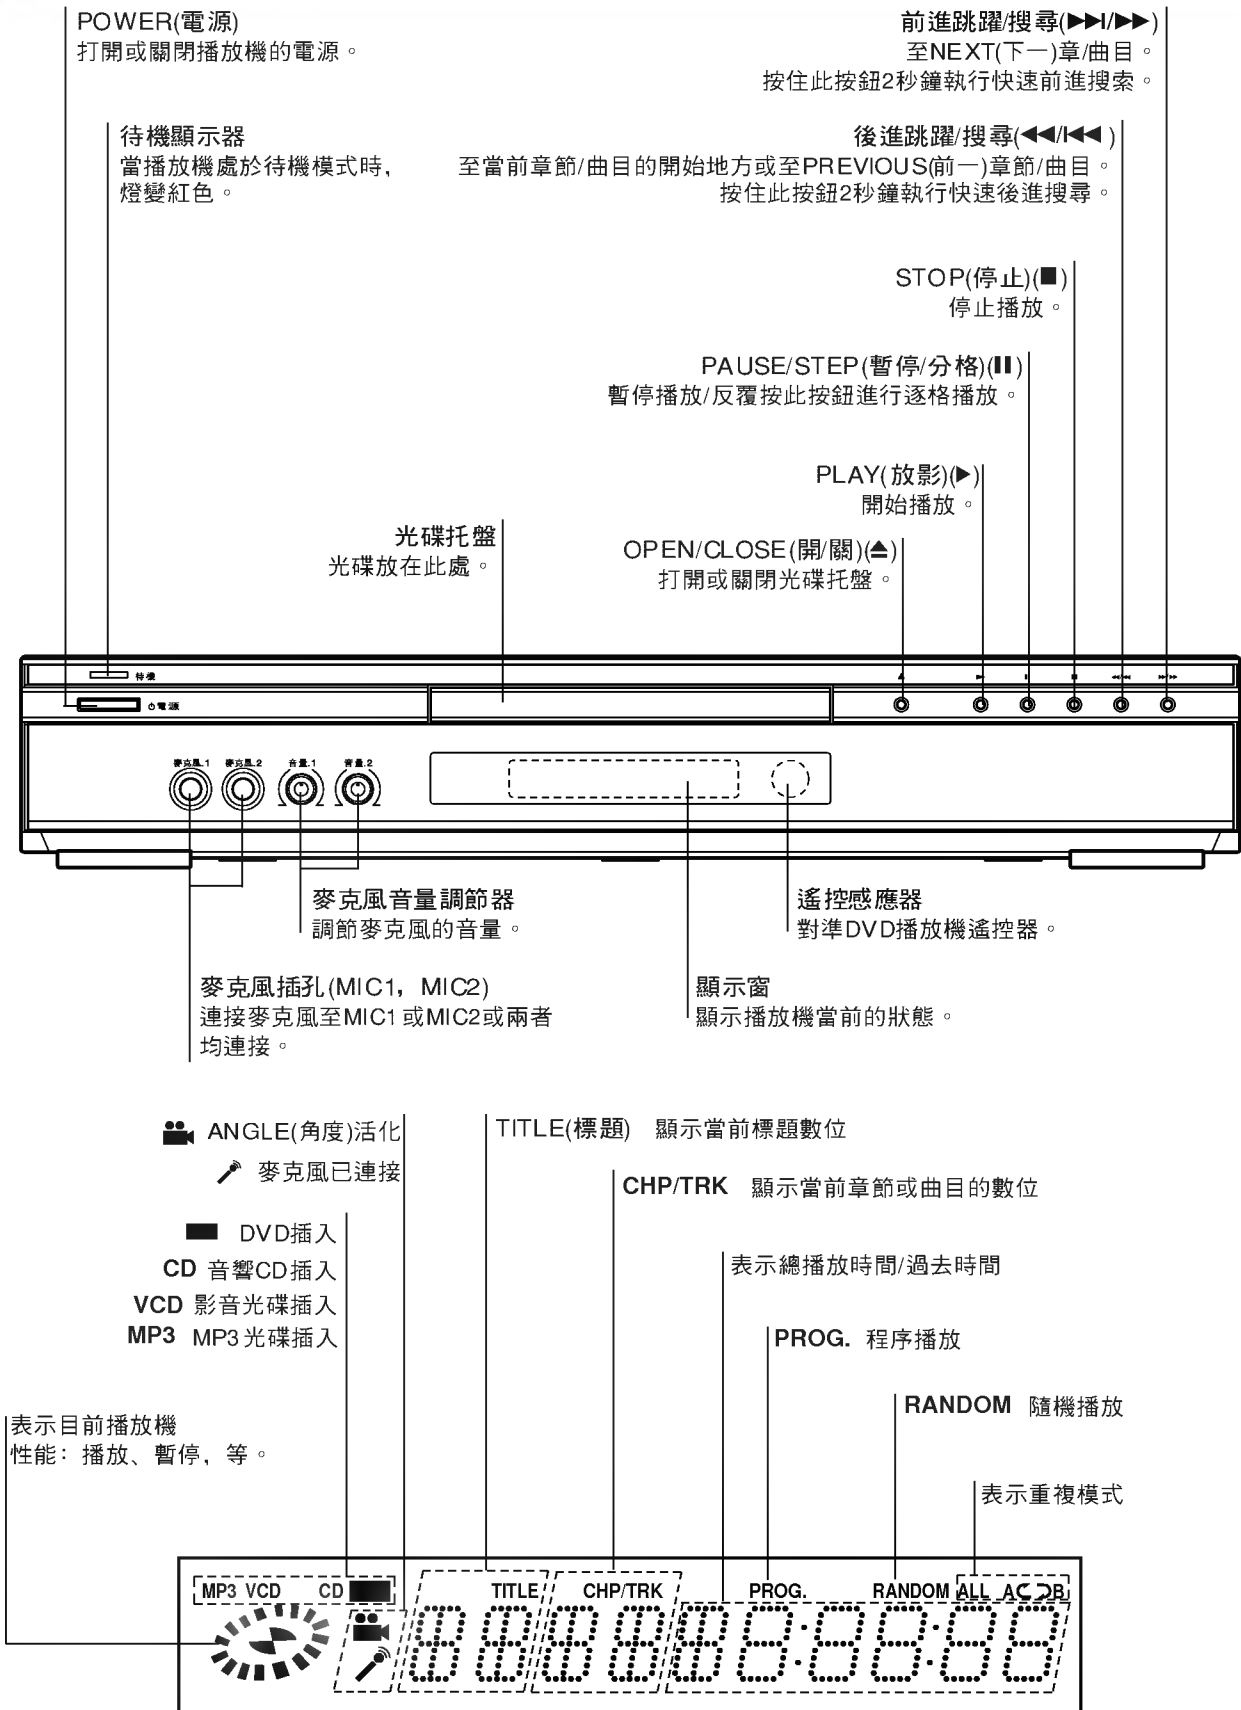 POWER(電源)
打開或關閉播放機的電源。
前進跳躍/搜尋(▶▶I/▶▶)
至NEXT(下一)章/曲目。
按住此按鈕2秒鐘執行快速前進搜索。
待機顯示器
當播放機處於待機模式時,
燈變紅色。
後進跳躍/搜尋(◀◀/I◀◀)
至當前章節/曲目的開始地方或至PREVIOUS(前一)章節/曲目。
按住此按鈕2秒鐘執行快速後進搜尋。
STOP(停止)(■)
停止播放。
PAUSE/STEP(暫停/分格)(II)
暫停播放/反覆按此按鈕進行逐格播放。
PLAY(放影)(▶)
開始播放。
光碟托盤
光碟放在此處。
OPEN/CLOSE(開/關)(⏏)
打開或關閉光碟托盤。
待機
電源
麥克風.1 麥克風.2 音量.1 音量.2
麥克風音量調節器
調節麥克風的音量。
遙控感應器
對準DVD播放機遙控器。
麥克風插孔(MIC1, MIC2)
連接麥克風至MIC1或MIC2或兩者
均連接。
顯示窗
顯示播放機當前的狀態。
ANGLE(角度)活化
麥克風已連接
TITLE(標題) 顯示當前標題數位
CHP/TRK 顯示當前章節或曲目的數位
DVD插入
CD 音響CD插入
VCD 影音光碟插入
MP3 MP3光碟插入
表示總播放時間/過去時間
PROG. 程序播放
RANDOM 隨機播放
表示目前播放機
性能: 播放、暫停, 等。
表示重複模式
MP3 VCD CD TITLE CHP/TRK PROG. RANDOM ALL A B